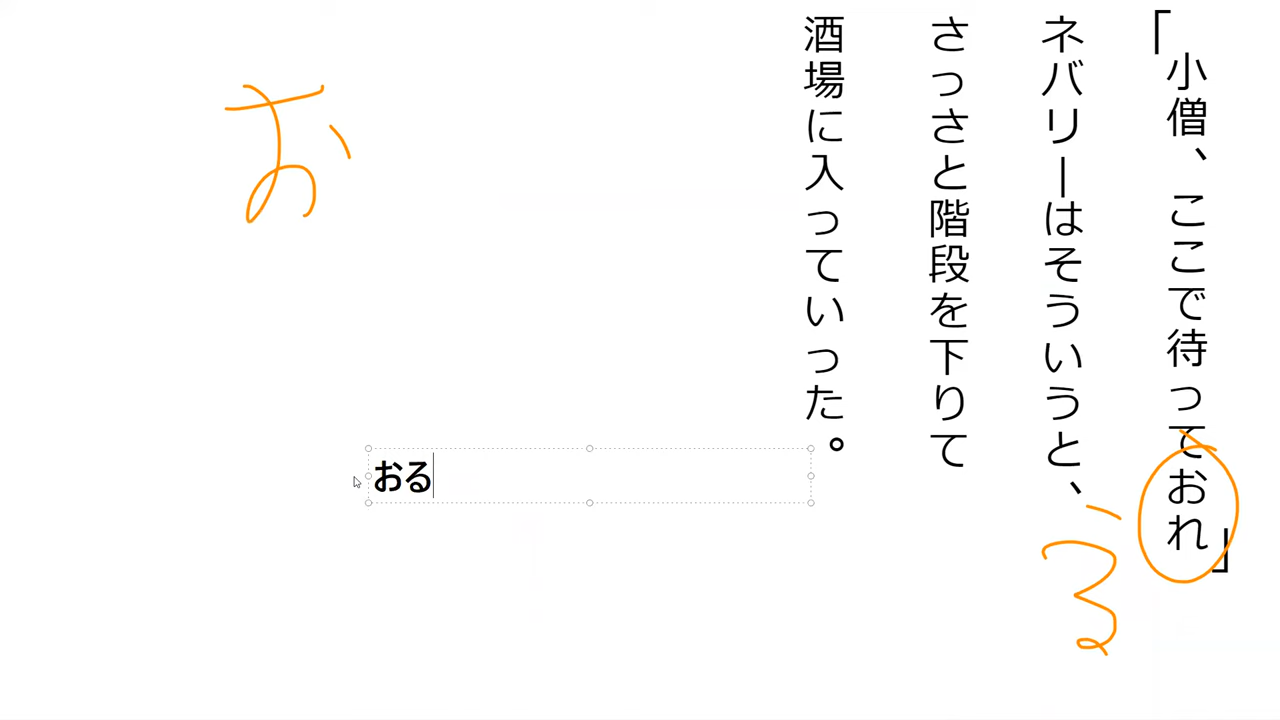 「小僧、ここで待っておれ」
ネバリーはそういうと、
さっさと階段を下りて
酒場に入っていった。
る
おる
お